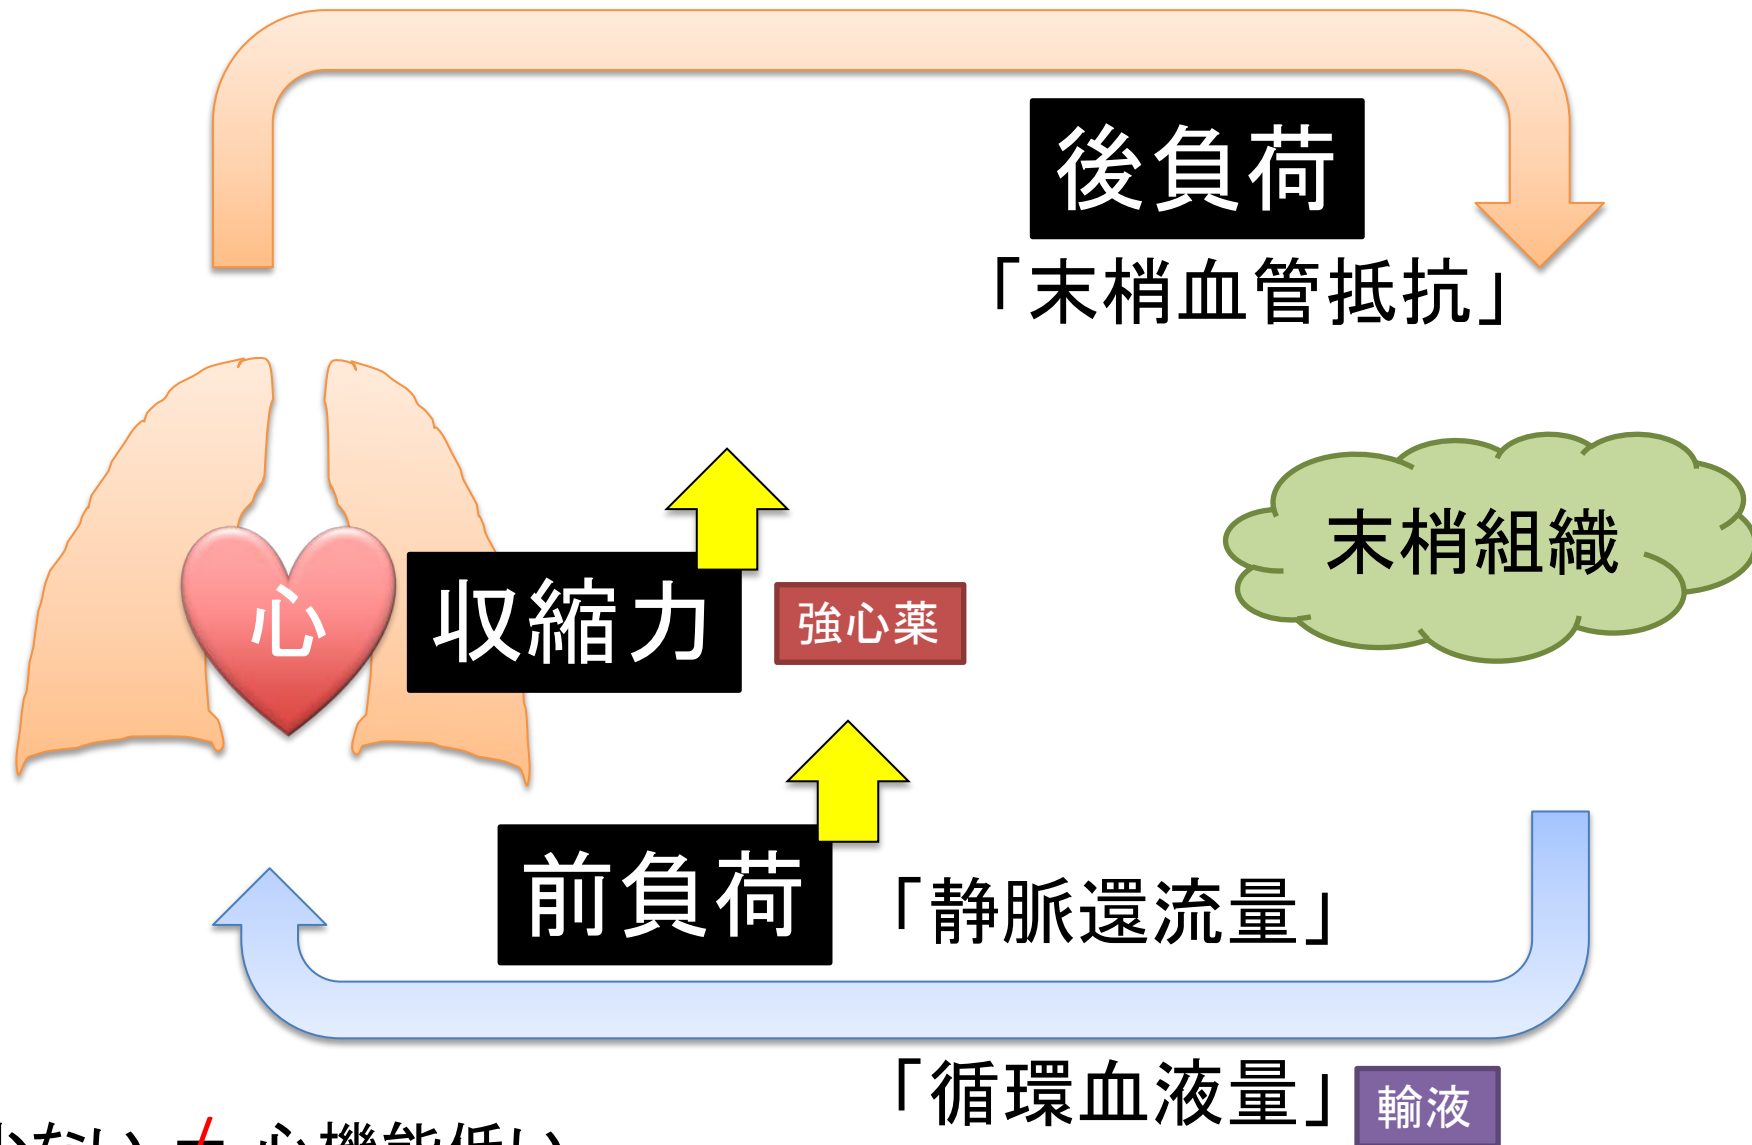 後負荷
「末梢血管抵抗」
末梢組織
心
収縮力
強心薬
前負荷
「静脈還流量」
「循環血液量」
輸液
ない ≠ 心機能低い